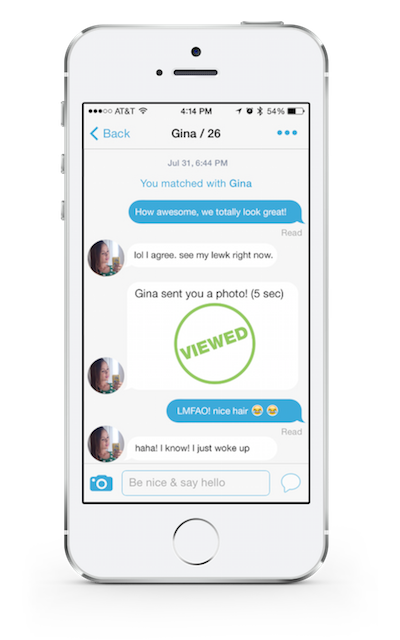 AT&T 4:14 PM 54%
Back Gina / 26
Jul 31, 6:44 PM
You matched with Gina
How awesome, we totally look great!
Read
lol I agree. see my lewk right now.
Gina sent you a photo! (5 sec)
VIEWED
LMFAO! nice hair 😆 😆
Read
haha! I know! I just woke up
Be nice & say hello